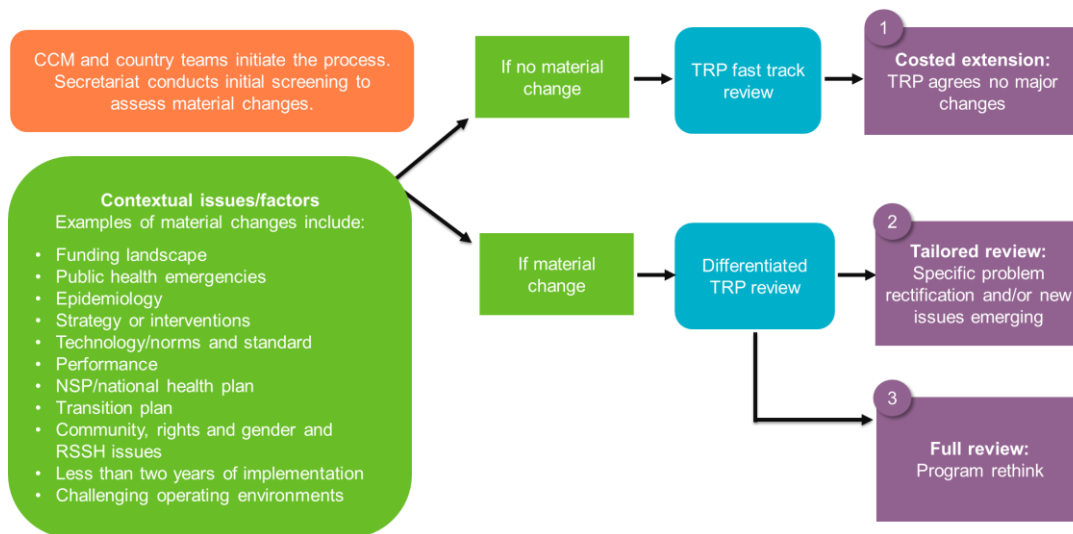 CCM and country teams initiate the process.
Secretariat conducts initial screening to
assess material changes.
Contextual issues/factors
Examples of material changes include:
• Funding landscape
• Public health emergencies
• Epidemiology
• Strategy or interventions
• Technology/norms and standard
• Performance
• NSP/national health plan
• Transition plan
• Community, rights and gender and
RSSH issues
• Less than two years of implementation
• Challenging operating environments
If no material
change
TRP fast track
review
1
Costed extension:
TRP agrees no major
changes
If material
change
Differentiated
TRP review
2
Tailored review:
Specific problem
rectification and/or new
issues emerging
3
Full review:
Program rethink